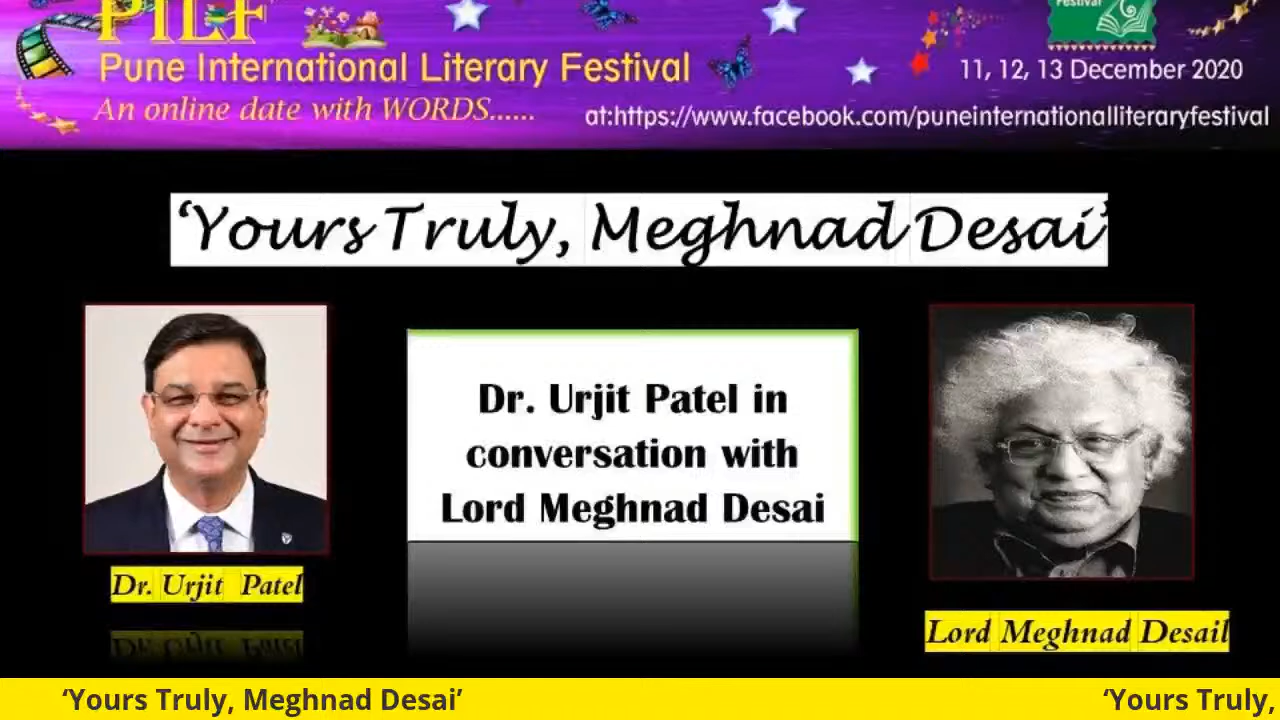 PILF
Festival
Pune International Literary Festival
11, 12, 13 December 2020
An online date with WORDS......
at:https://www.facebook.com/puneinternationalliteraryfestival
‘Yours Truly, Meghnad Desai’
Dr. Urjit Patel in
conversation with
Lord Meghnad Desai
Dr. Urjit Patel
Lord Meghnad Desail
‘Yours Truly, Meghnad Desai’
‘Yours Truly,